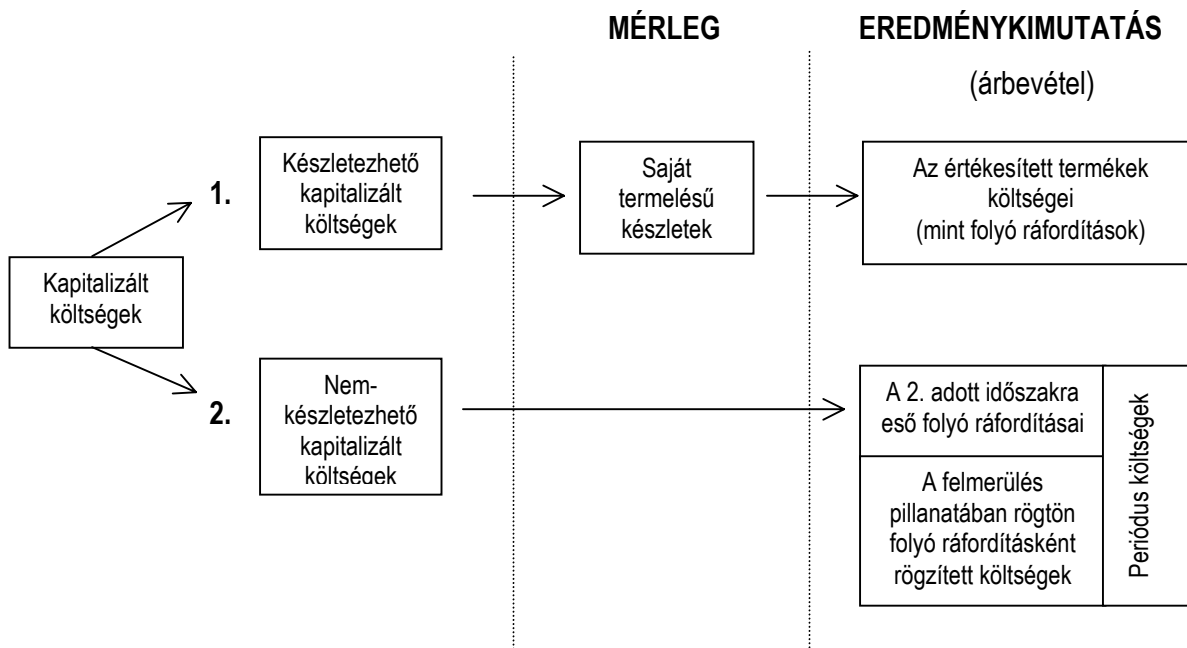 MÉRLEG
EREDMÉNYKIMUTATÁS
(árbevétel)
1.
Készletezhető
kapitalizált
költségek
Saját
termelésű
készletek
Az értékesített termékek
költségei
(mint folyó ráfordítások)
Kapitalizált
költségek
2.
Nem-
készletezhető
kapitalizált
költségek
A 2. adott időszakra
eső folyó ráfordításai
A felmerülés
pillanatában rögtön
folyó ráfordításként
rögzített költségek
Periódus költségek